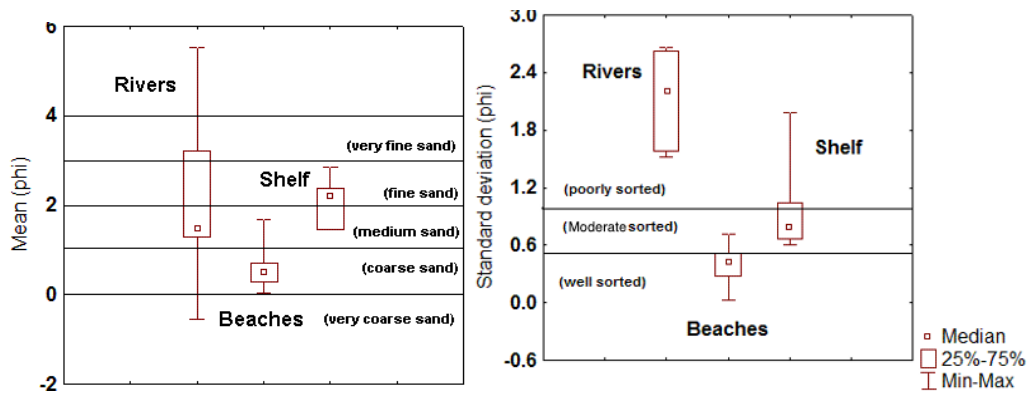 6
4
2
0
-2
Mean (phi)
Rivers
(very fine sand)
Shelf
(fine sand)
(medium sand)
(coarse sand)
Beaches
(very coarse sand)
3.0
2.4
1.8
1.2
0.6
0.0
-0.6
Standard deviation (phi)
Rivers
Shelf
(poorly sorted)
(Moderate sorted)
(well sorted)
Beaches
Median
25%-75%
Min-Max